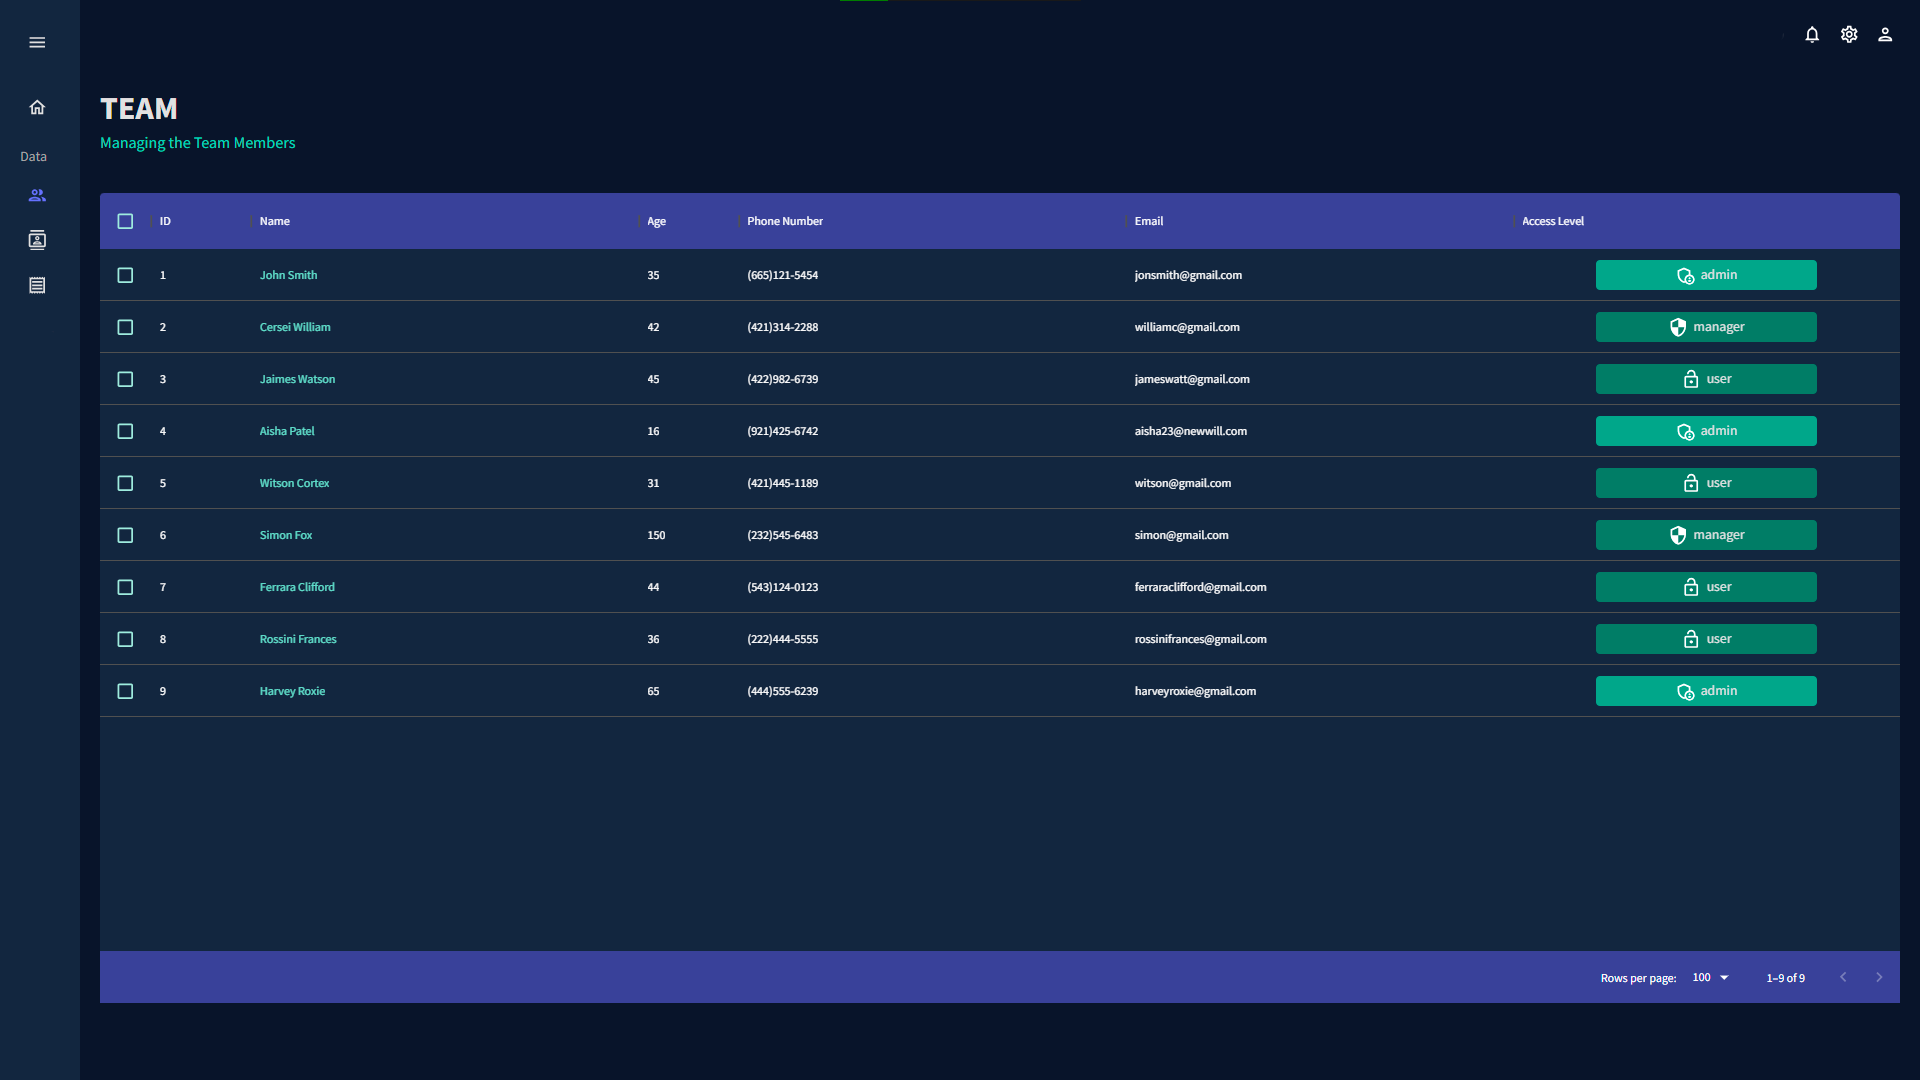 TEAM
Managing the Team Members
Data
ID Name Age Phone Number Email Access Level
1 John Smith 35 (665)121-5454 jonsmith@gmail.com admin
2 Cersei William 42 (421)314-2288 williamc@gmail.com manager
3 Jaimes Watson 45 (422)982-6739 jameswatt@gmail.com user
4 Aisha Patel 16 (921)425-6742 aisha23@newwill.com admin
5 Witson Cortex 31 (421)445-1189 witson@gmail.com user
6 Simon Fox 150 (232)545-6483 simon@gmail.com manager
7 Ferrara Clifford 44 (543)124-0123 ferraraclifford@gmail.com user
8 Rossini Frances 36 (222)444-5555 rossinifrances@gmail.com user
9 Harvey Roxie 65 (444)555-6239 harveyroxie@gmail.com admin
Rows per page: 100 1–9 of 9